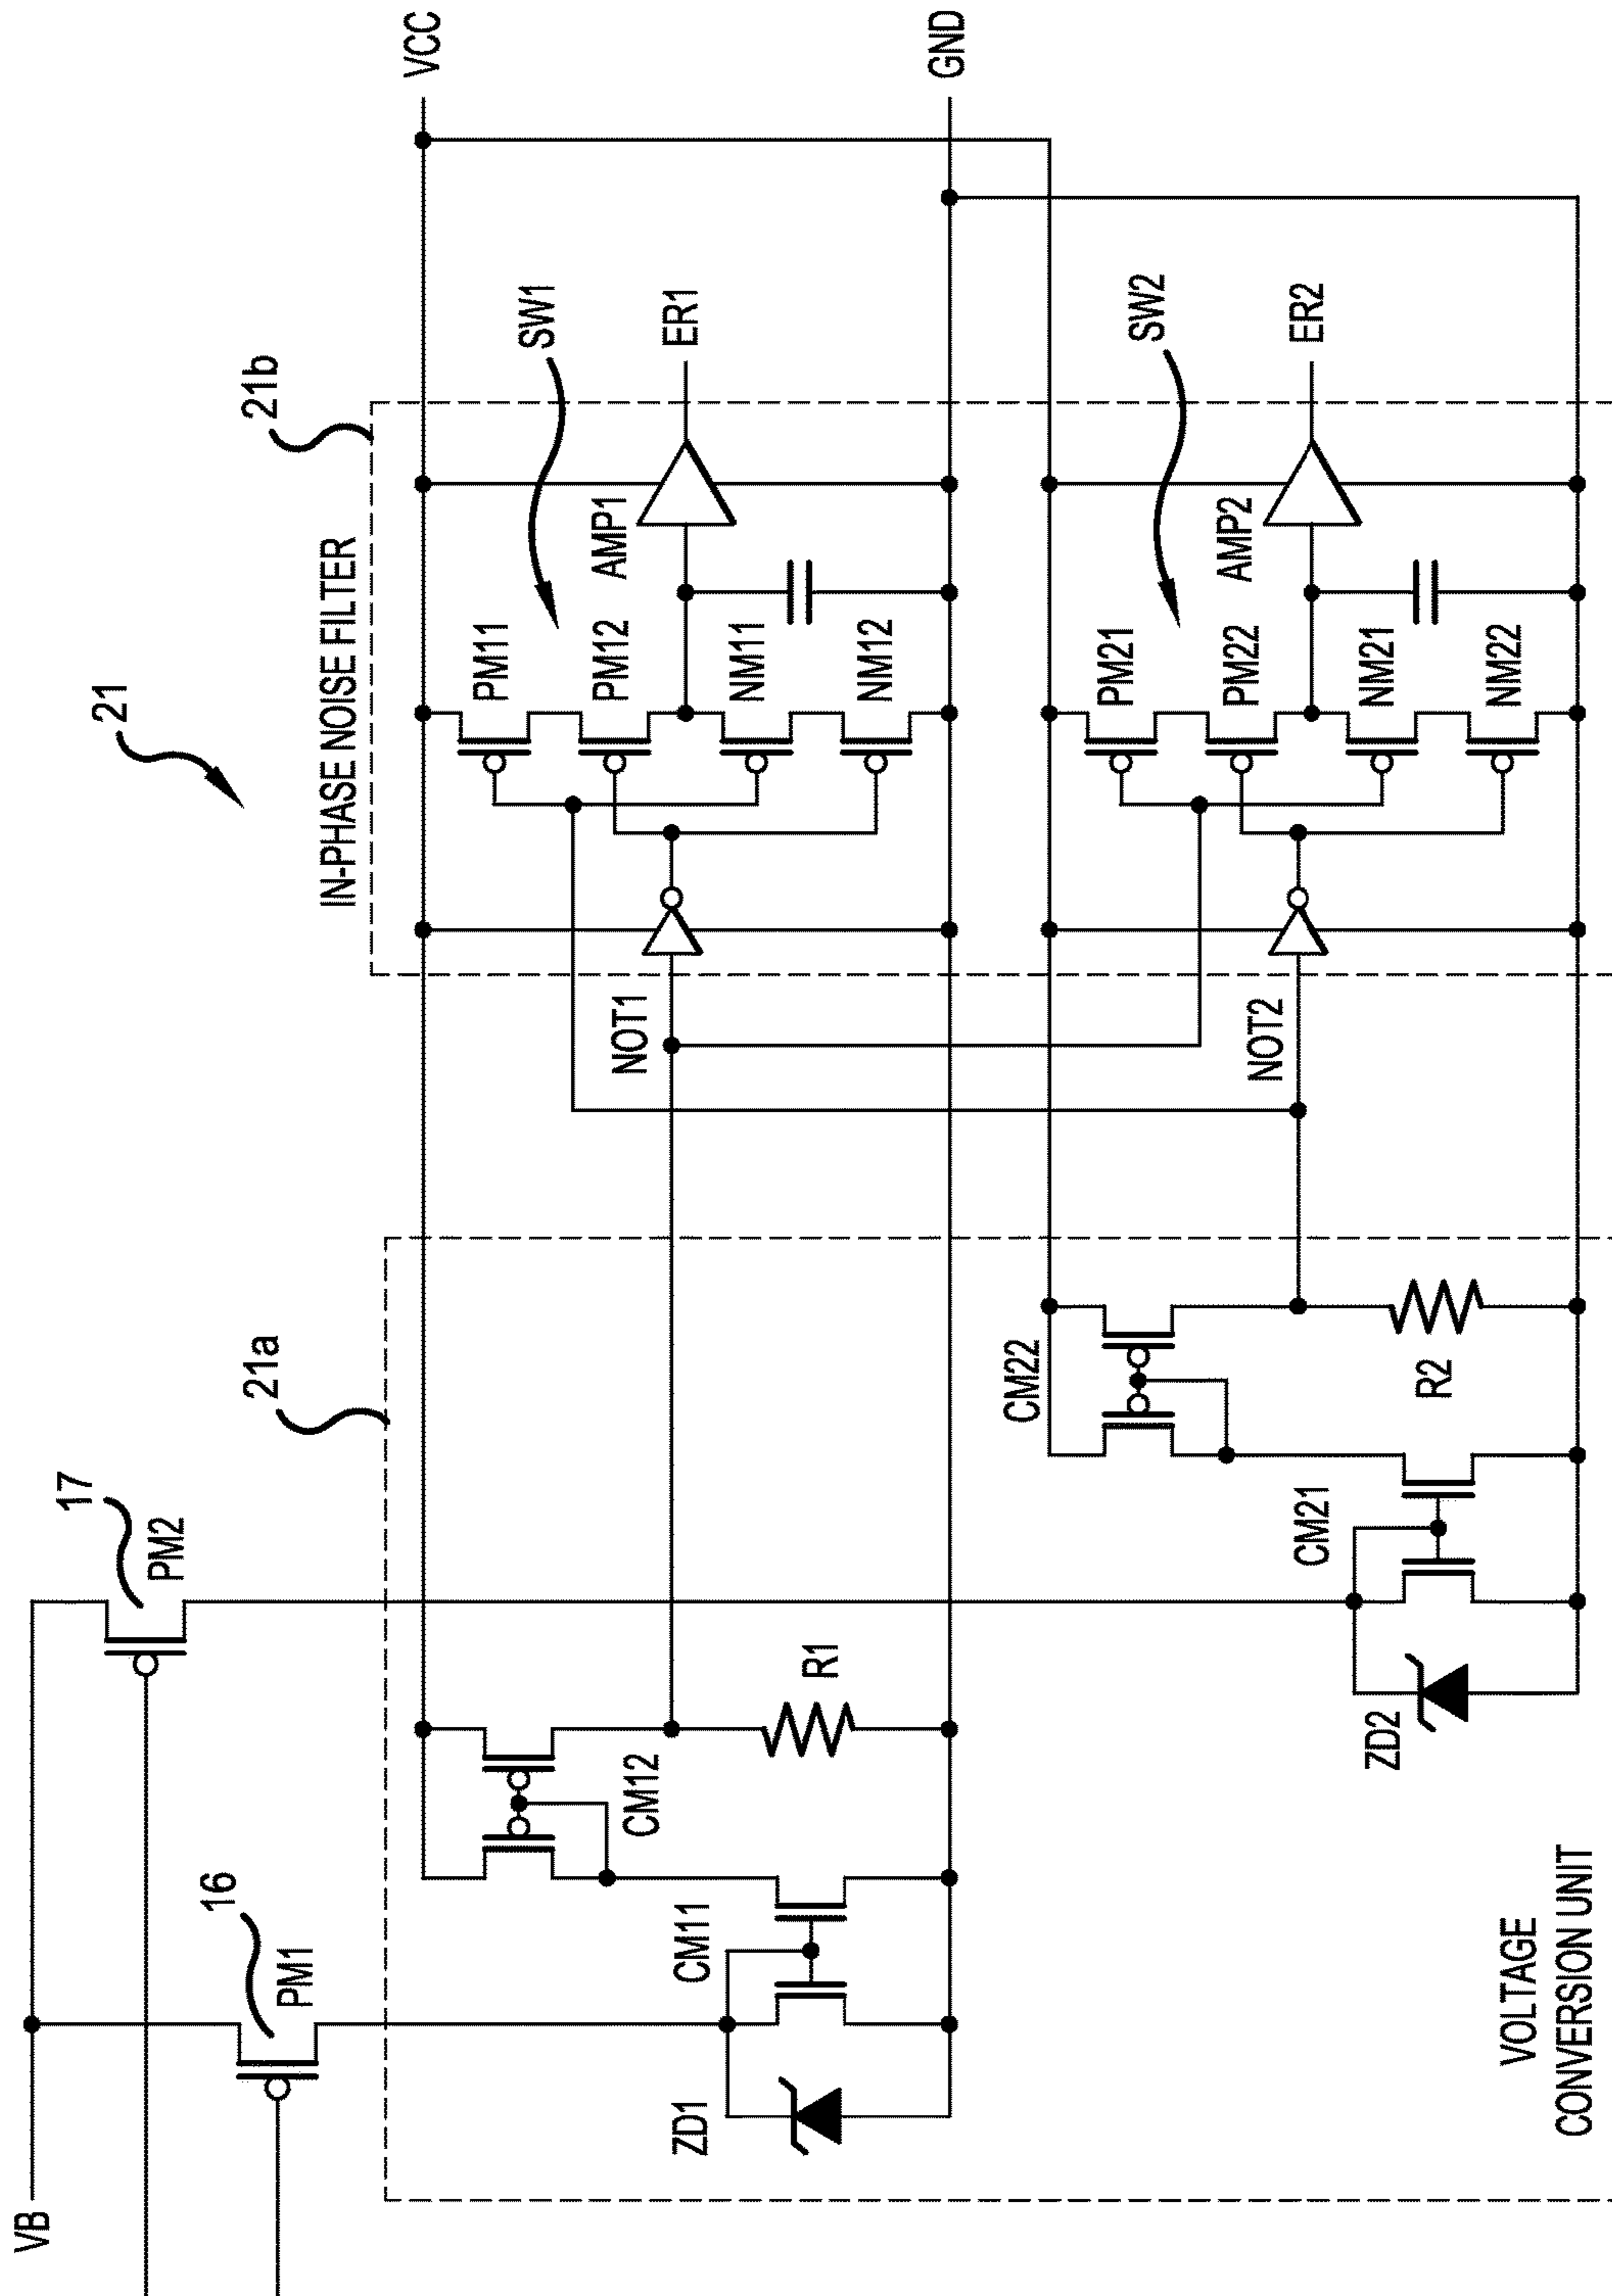 21
IN-PHASE NOISE FILTER
21b
VCC
GND
VB
16
PM1
17
PM2
21a
ZD1
CM11
CM12
R1
NOT1
PM11
PM12
NM11
NM12
SW1
AMP1
ER1
ZD2
CM21
CM22
R2
NOT2
PM21
PM22
NM21
NM22
SW2
AMP2
ER2
VOLTAGE
CONVERSION UNIT